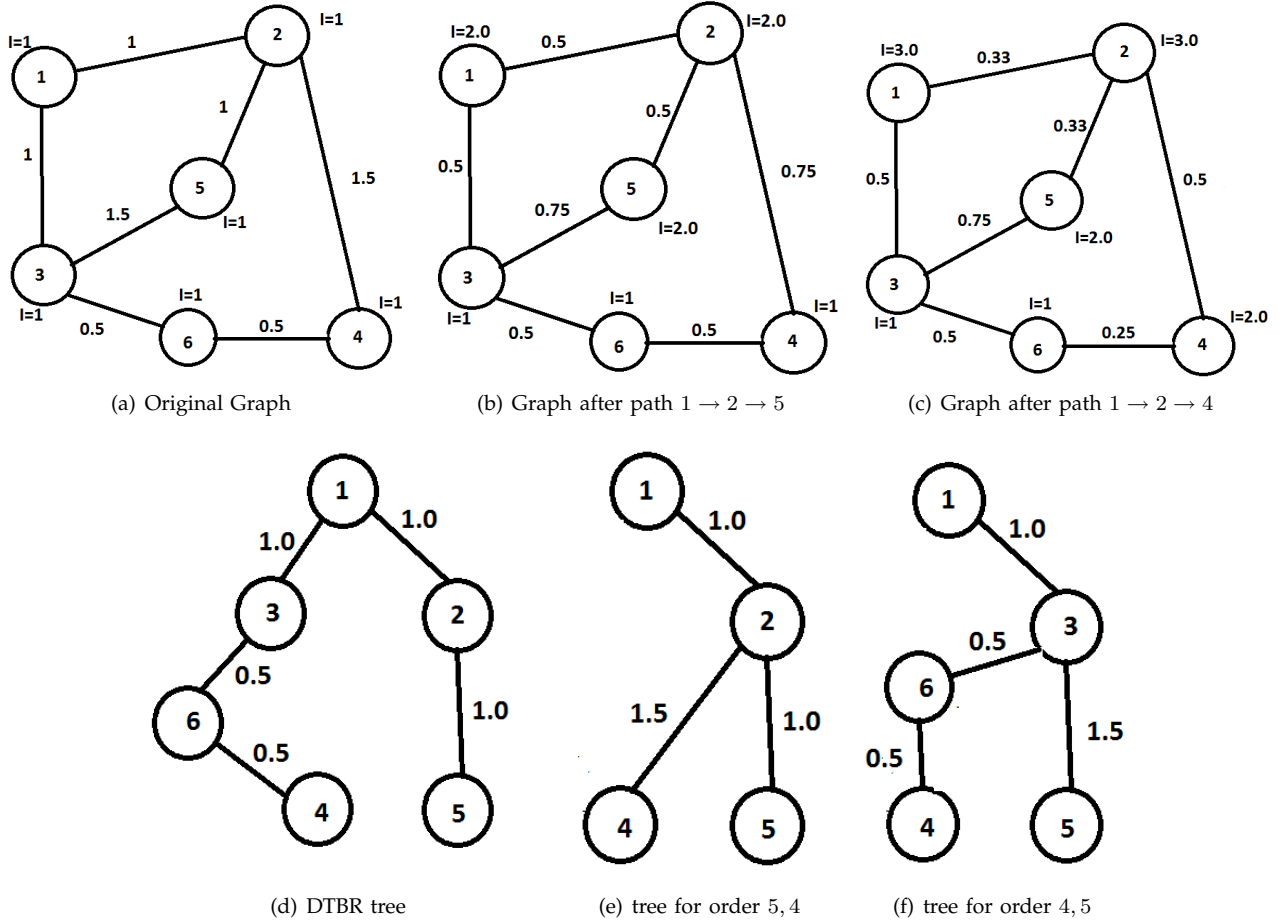 I=1
1
1
2
I=1
1
1
1.5
5
I=1
1.5
3
I=1
0.5
I=1
6
0.5
4
I=1
(a) Original Graph
I=2.0
1
0.5
2
I=2.0
0.5
0.5
0.75
5
I=2.0
0.75
3
I=1
0.5
I=1
6
0.5
4
I=1
(b) Graph after path 1 → 2 → 5
I=3.0
1
0.33
2
I=3.0
0.5
0.33
0.5
5
I=2.0
0.75
3
I=1
0.5
I=1
6
0.25
4
I=2.0
(c) Graph after path 1 → 2 → 4
1
1.0
1.0
3
2
0.5
6
1.0
0.5
4
5
(d) DTBR tree
1
1.0
2
1.5
1.0
4
5
(e) tree for order 5, 4
1
1.0
3
0.5
6
1.5
0.5
4
5
(f) tree for order 4, 5